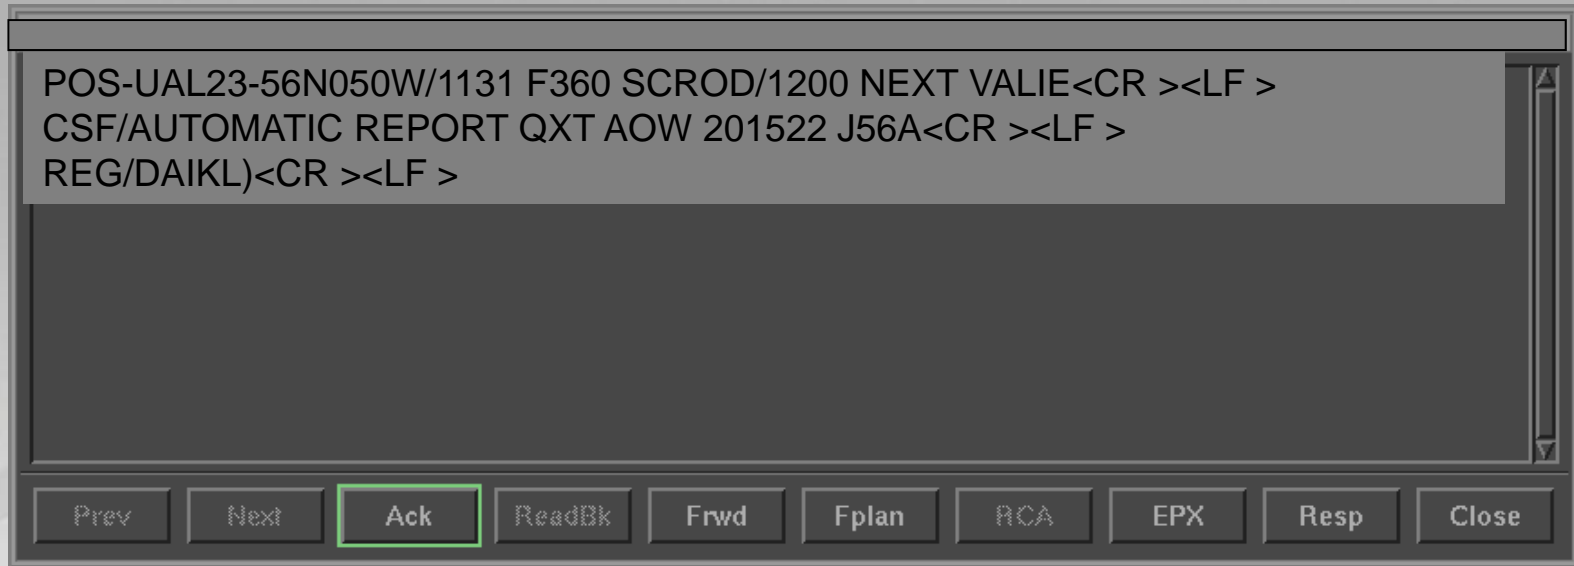 POS-UAL23-56N050W/1131 F360 SCROD/1200 NEXT VALIE<CR ><LF >
CSF/AUTOMATIC REPORT QXT AOW 201522 J56A<CR ><LF >
REG/DAIKL)<CR ><LF >
Prev Next Ack ReadBk Frwd Fplan RCA EPX Resp Close